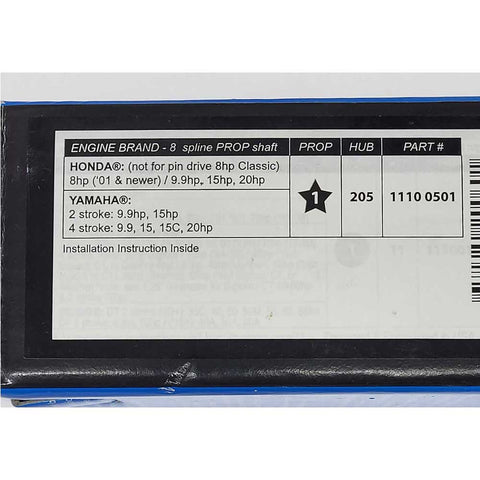 ENGINE BRAND - 8 spline PROP shaft PROP HUB PART #
HONDA®: (not for pin drive 8hp Classic)
8hp ('01 & newer) / 9.9hp, 15hp, 20hp
1 205 1110 0501
YAMAHA®:
2 stroke: 9.9hp, 15hp
4 stroke: 9.9, 15, 15C, 20hp
Installation Instruction Inside